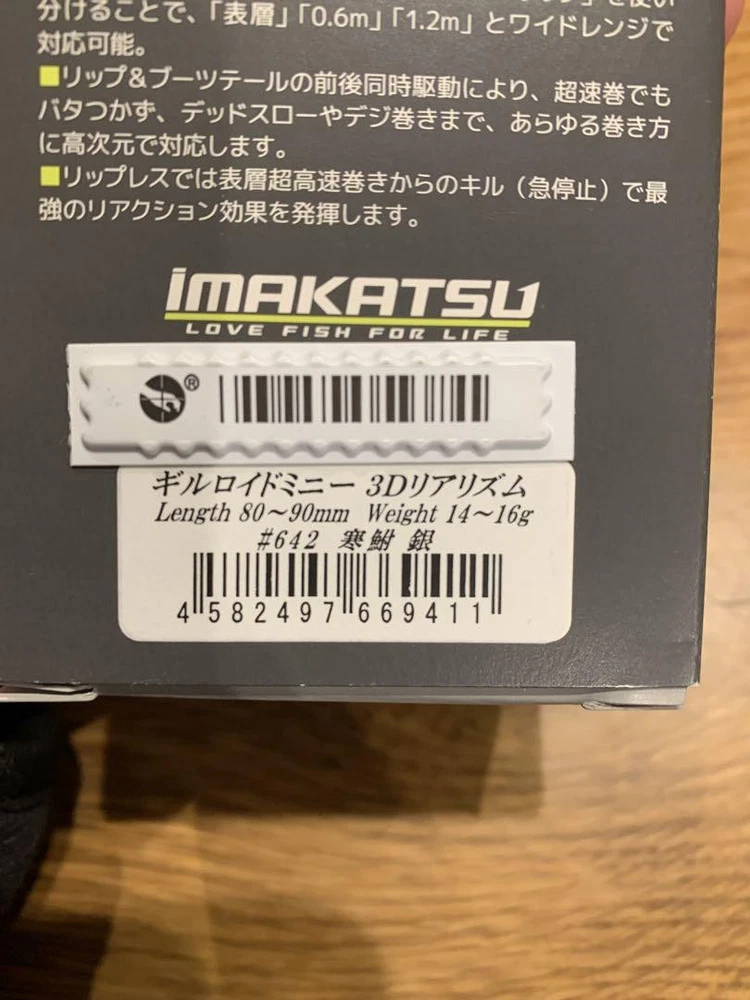 分けることで、「表層」「0.6m」「1.2m」とワイドレンジで
対応可能。
■リップ&ブーツテールの前後同時駆動により、超速巻でも
バタつかず、デッドスローやデジ巻きまで、あらゆる巻き方
に高次元で対応します。
■リップレスでは表層超高速巻きからのキル（急停止）で最
強のリアクション効果を発揮します。
IMAKATSU
LOVE FISH FOR LIFE
®
ギルロイドミニー 3Dリアリズム
Length 80～90mm Weight 14～16g
#642 寒鮒 銀
4 582497 669411